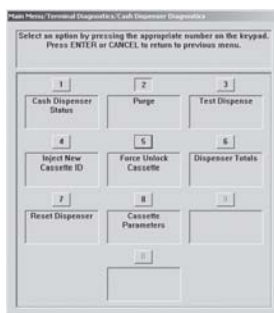 Main Menu/Terminal Diagnostics/Cash Dispenser Diagnostics
Select an option by pressing the appropriate number on the keypad.
Press ENTER or CANCEL to return to previous menu.
1 2 3
Cash Dispenser Purge Test Dispense
Status
4 5 6
Inject New Force Unlock Dispenser Totals
Cassette ID Cassette
7 8 9
Reset Dispenser Cassette
Parameters
0